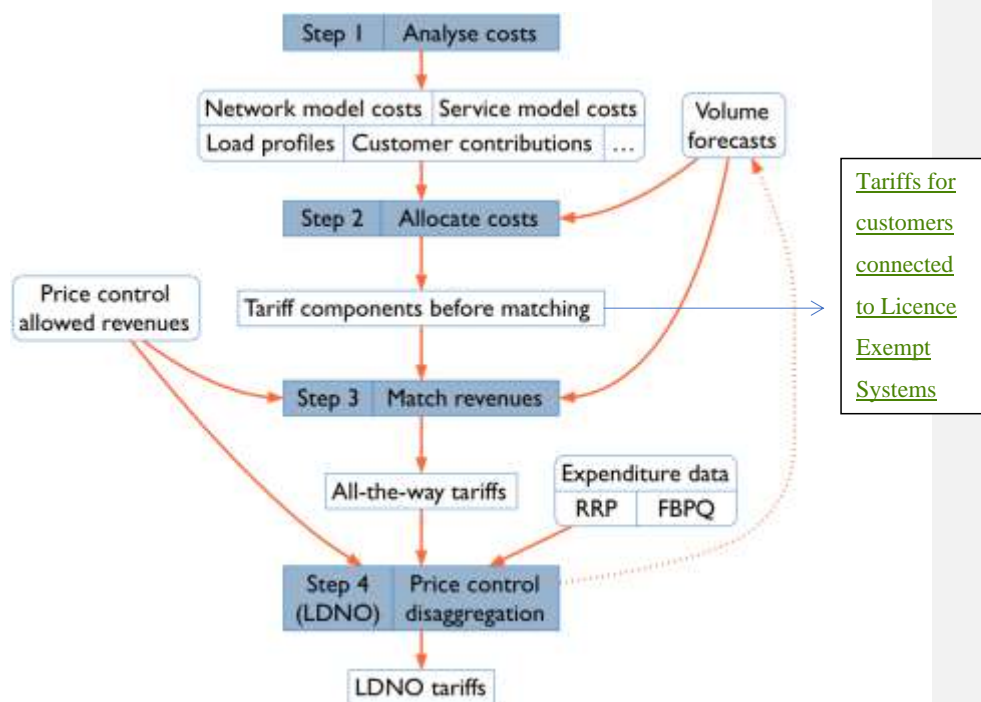 Step 1 Analyse costs
Network model costs Service model costs
Load profiles Customer contributions ...
Volume
forecasts
Tariffs for
customers
connected
to Licence
Exempt
Systems
Step 2 Allocate costs
Price control
allowed revenues
Tariff components before matching
Step 3 Match revenues
All-the-way tariffs
Expenditure data
RRP FBPQ
Step 4 Price control
(LDNO) disaggregation
LDNO tariffs